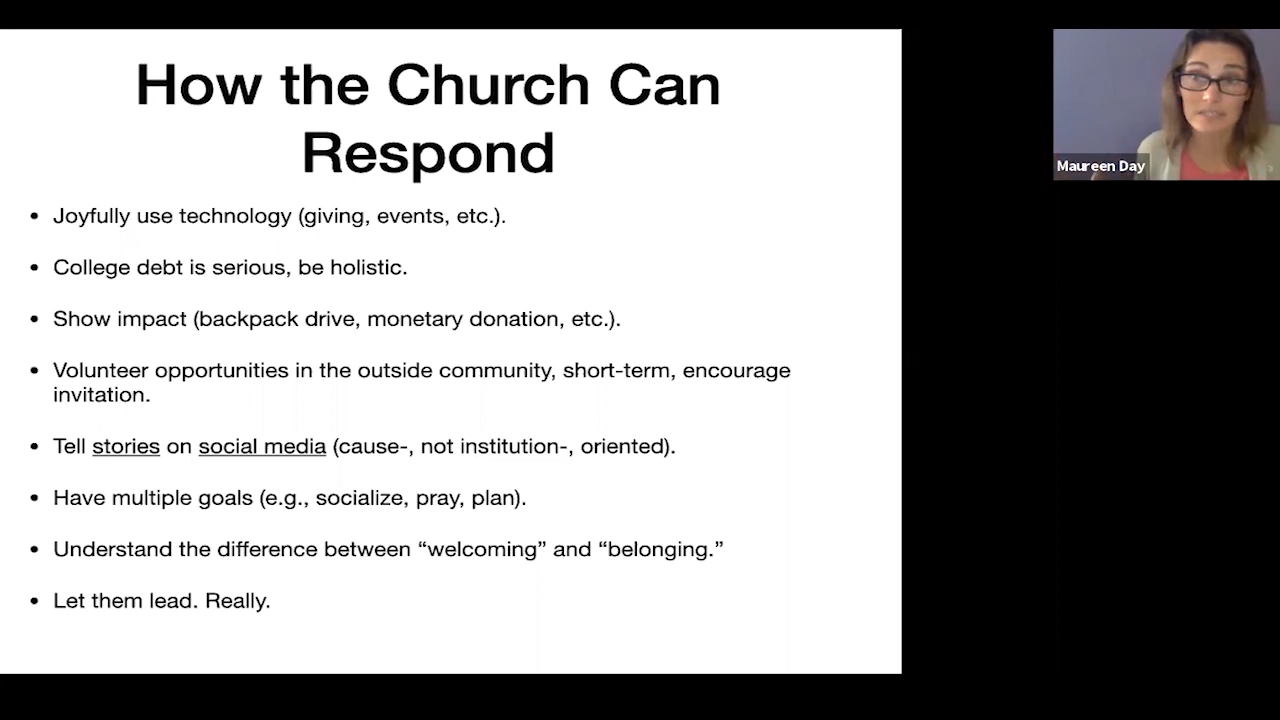 How the Church Can
Respond
• Joyfully use technology (giving, events, etc.).
• College debt is serious, be holistic.
• Show impact (backpack drive, monetary donation, etc.).
• Volunteer opportunities in the outside community, short-term, encourage
invitation.
• Tell stories on social media (cause-, not institution-, oriented).
• Have multiple goals (e.g., socialize, pray, plan).
• Understand the difference between “welcoming” and “belonging.”
• Let them lead. Really.
Maureen Day